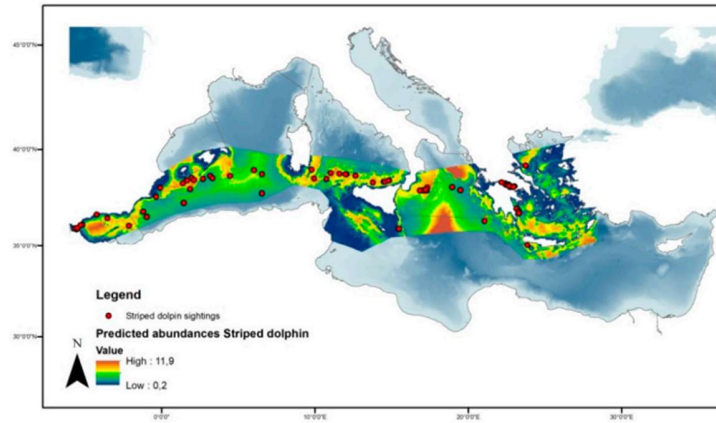 45°0'0"N
40°0'0"N
35°0'0"N
30°0'0"N
Legend
Striped dolpin sightings
Predicted abundances Striped dolphin
N
Value
High : 11,9
Low : 0,2
0°0'0"
10°0'0"E
20°0'0"E
30°0'0"E